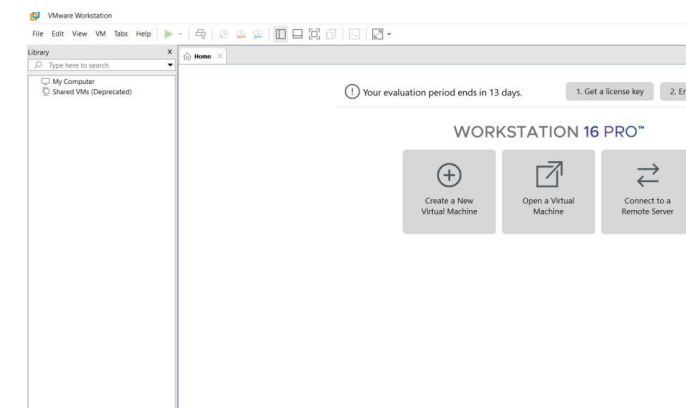 VMware Workstation
File Edit View VM Tabs Help
Library
Type here to search
My Computer
Shared VMs (Deprecated)
Home
Your evaluation period ends in 13 days.
1. Get a license key
2. En
WORKSTATION 16 PRO™
Create a New
Virtual Machine
Open a Virtual
Machine
Connect to a
Remote Server